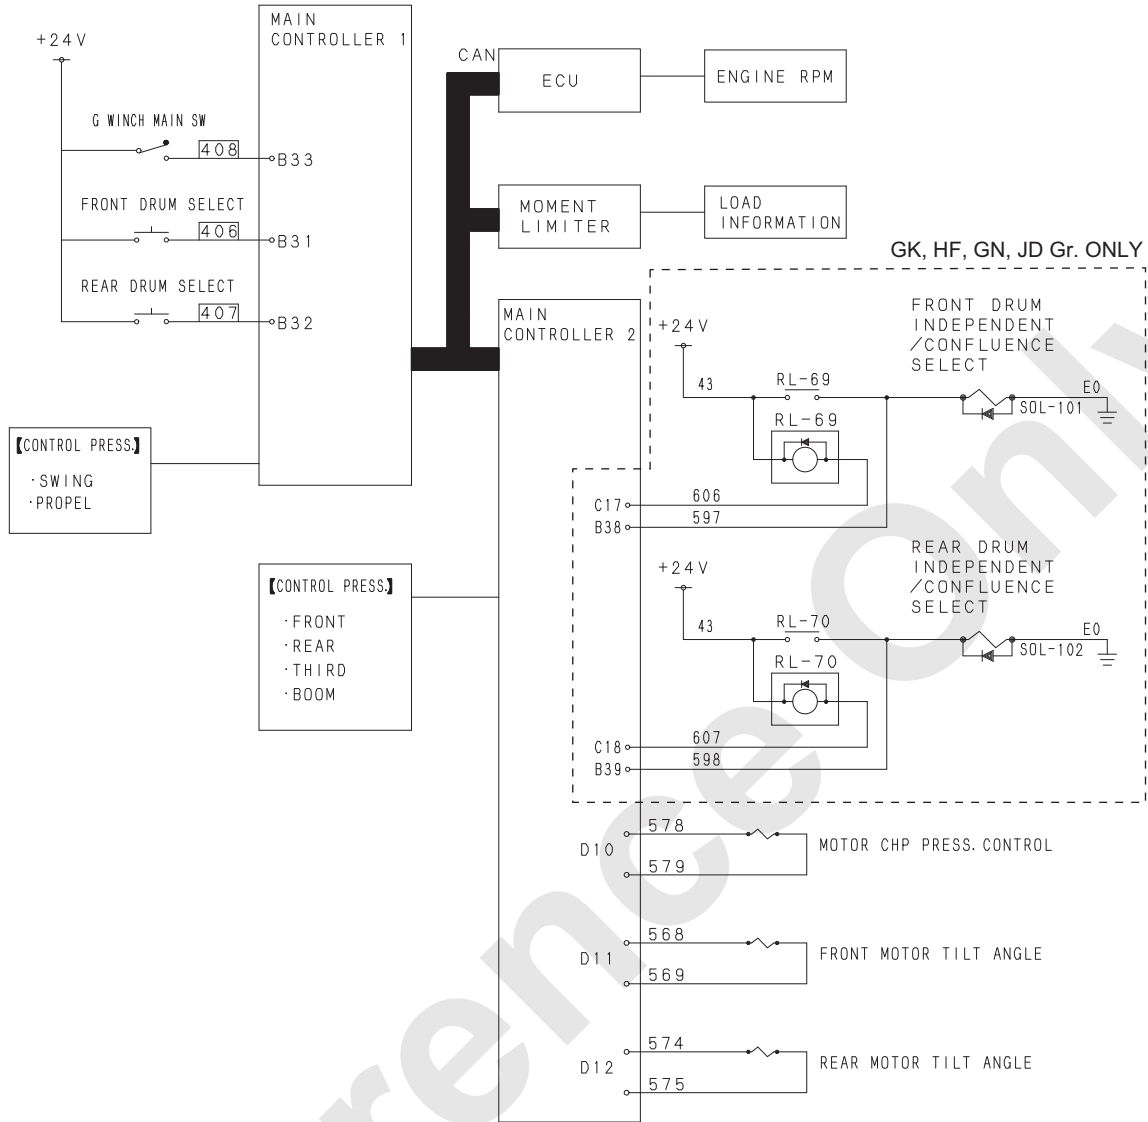 +24V
MAIN
CONTROLLER 1
G WINCH MAIN SW
408
B33
FRONT DRUM SELECT
406
B31
REAR DRUM SELECT
407
B32
CAN
ECU
ENGINE RPM
MOMENT
LIMITER
LOAD
INFORMATION
GK, HF, GN, JD Gr. ONLY
【CONTROL PRESS.】
·SWING
·PROPEL
【CONTROL PRESS.】
·FRONT
·REAR
·THIRD
·BOOM
MAIN
CONTROLLER 2
+24V
43
RL-69
RL-69
FRONT DRUM
INDEPENDENT
/CONFLUENCE
SELECT
E0
SOL-101
C17
606
B38
597
+24V
43
RL-70
RL-70
REAR DRUM
INDEPENDENT
/CONFLUENCE
SELECT
E0
SOL-102
C18
607
B39
598
D10
578
579
MOTOR CHP PRESS. CONTROL
D11
568
569
FRONT MOTOR TILT ANGLE
D12
574
575
REAR MOTOR TILT ANGLE
rence Only